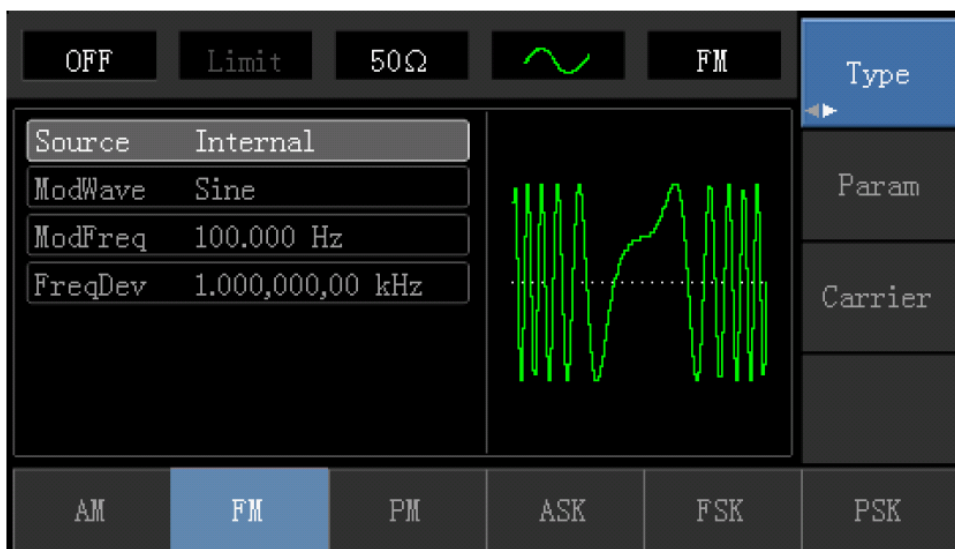 OFF Limit 50Ω FM
Type
Source Internal
ModWave Sine
ModFreq 100.000 Hz
FreqDev 1.000,000,00 kHz
Param
Carrier
AM FM PM ASK FSK PSK